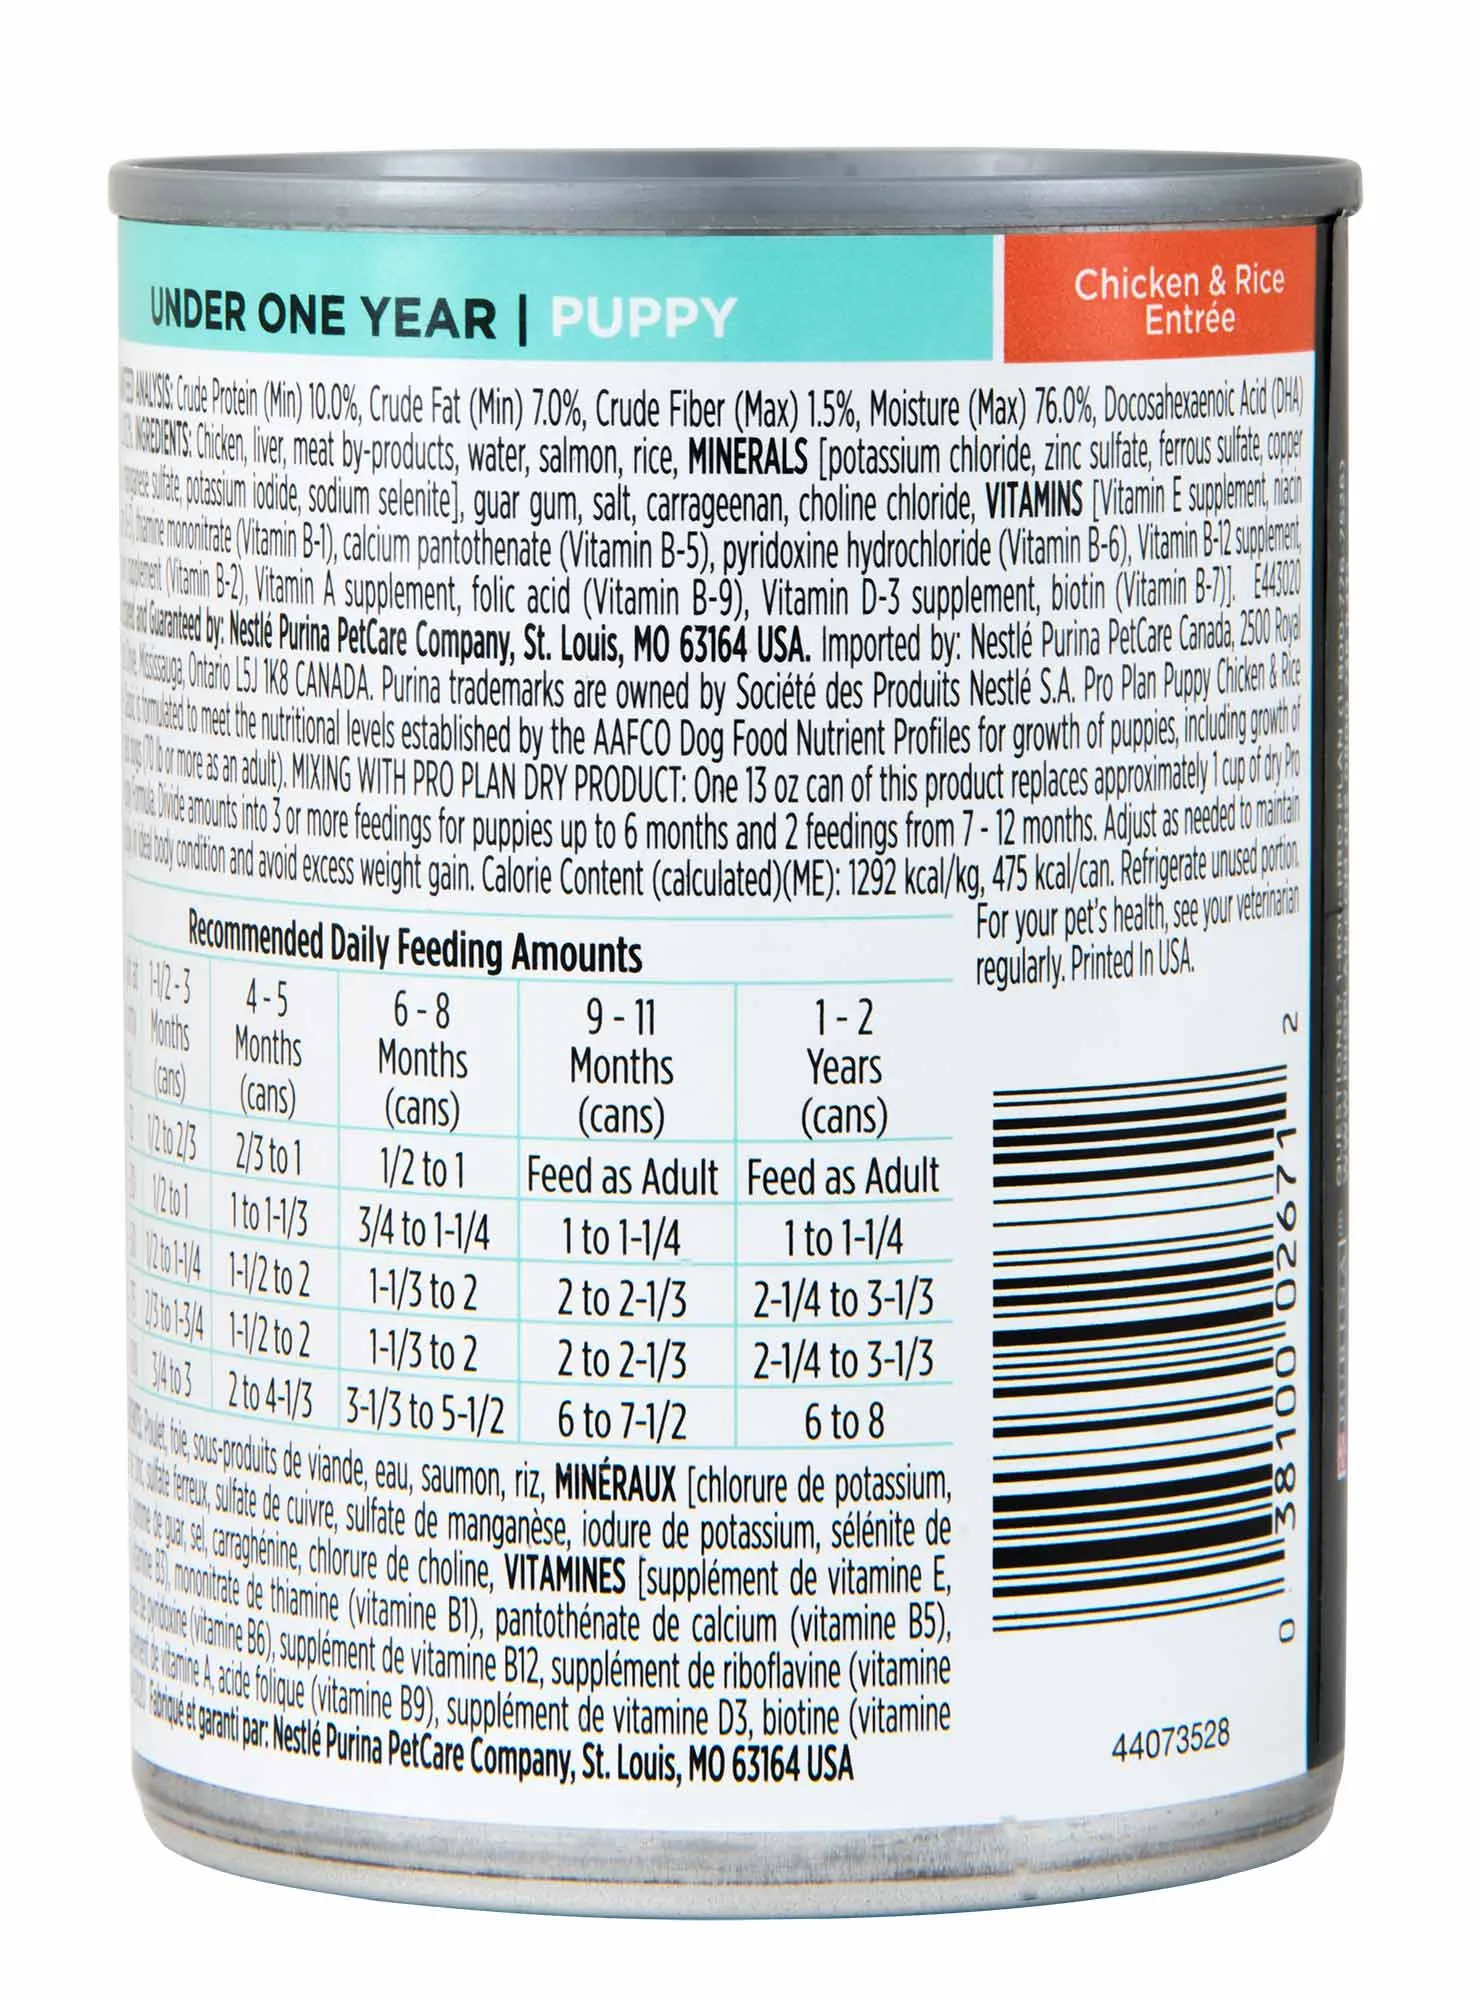 UNDER ONE YEAR | PUPPY
Chicken & Rice
Entrée
ANALYSIS: Crude Protein (Min) 10.0%, Crude Fat (Min) 7.0%, Crude Fiber (Max) 1.5%, Moisture (Max) 76.0%, Docosahexaenoic Acid (DHA)
INGREDIENTS: Chicken, liver, meat by-products, water, salmon, rice, MINERALS [potassium chloride, zinc sulfate, ferrous sulfate, copper
sulfate, potassium iodide, sodium selenite], guar gum, salt, carrageenan, choline chloride, VITAMINS [Vitamin E supplement, niacin
thiamine mononitrate (Vitamin B-1), calcium pantothenate (Vitamin B-5), pyridoxine hydrochloride (Vitamin B-6), Vitamin B-12 supplement,
(Vitamin B-2), Vitamin A supplement, folic acid (Vitamin B-9), Vitamin D-3 supplement, biotin (Vitamin B-7)]. E443020
and Guaranteed by: Nestlé Purina PetCare Company, St. Louis, MO 63164 USA. Imported by: Nestlé Purina PetCare Canada, 2500 Royal
Mississauga, Ontario L5J 1K8 CANADA. Purina trademarks are owned by Société des Produits Nestlé S.A. Pro Plan Puppy Chicken & Rice
is formulated to meet the nutritional levels established by the AAFCO Dog Food Nutrient Profiles for growth of puppies, including growth of
dogs (70 lb or more as an adult). MIXING WITH PRO PLAN DRY PRODUCT: One 13 oz can of this product replaces approximately 1 cup of dry Pro
Formula. Divide amounts into 3 or more feedings for puppies up to 6 months and 2 feedings from 7 - 12 months. Adjust as needed to maintain
ideal body condition and avoid excess weight gain. Calorie Content (calculated)(ME): 1292 kcal/kg, 475 kcal/can. Refrigerate unused portion.
For your pet's health, see your veterinarian
regularly. Printed In USA.
Recommended Daily Feeding Amounts
1-1/2 - 3 4 - 5 6 - 8 9 - 11 1 - 2
Months Months Months Months Years
(cans) (cans) (cans) (cans) (cans)
1/2 to 2/3 2/3 to 1 1/2 to 1 Feed as Adult Feed as Adult
1/2 to 1 1 to 1-1/3 3/4 to 1-1/4 1 to 1-1/4 1 to 1-1/4
1/2 to 1-1/4 1-1/2 to 2 1-1/3 to 2 2 to 2-1/3 2-1/4 to 3-1/3
2/3 to 1-3/4 1-1/2 to 2 1-1/3 to 2 2 to 2-1/3 2-1/4 to 3-1/3
3/4 to 3 2 to 4-1/3 3-1/3 to 5-1/2 6 to 7-1/2 6 to 8
Poulet, foie, sous-produits de viande, eau, saumon, riz, MINÉRAUX [chlorure de potassium,
sulfate ferreux, sulfate de cuivre, sulfate de manganèse, iodure de potassium, sélénite de
de guar, sel, carraghénine, chlorure de choline, VITAMINES [supplément de vitamine E,
B3), mononitrate de thiamine (vitamine B1), pantothénate de calcium (vitamine B5),
pyridoxine (vitamine B6), supplément de vitamine B12, supplément de riboflavine (vitamine
de vitamine A, acide folique (vitamine B9), supplément de vitamine D3, biotine (vitamine
Fabriqué et garanti par: Nestlé Purina PetCare Company, St. Louis, MO 63164 USA
0 38100 02671 2
44073528